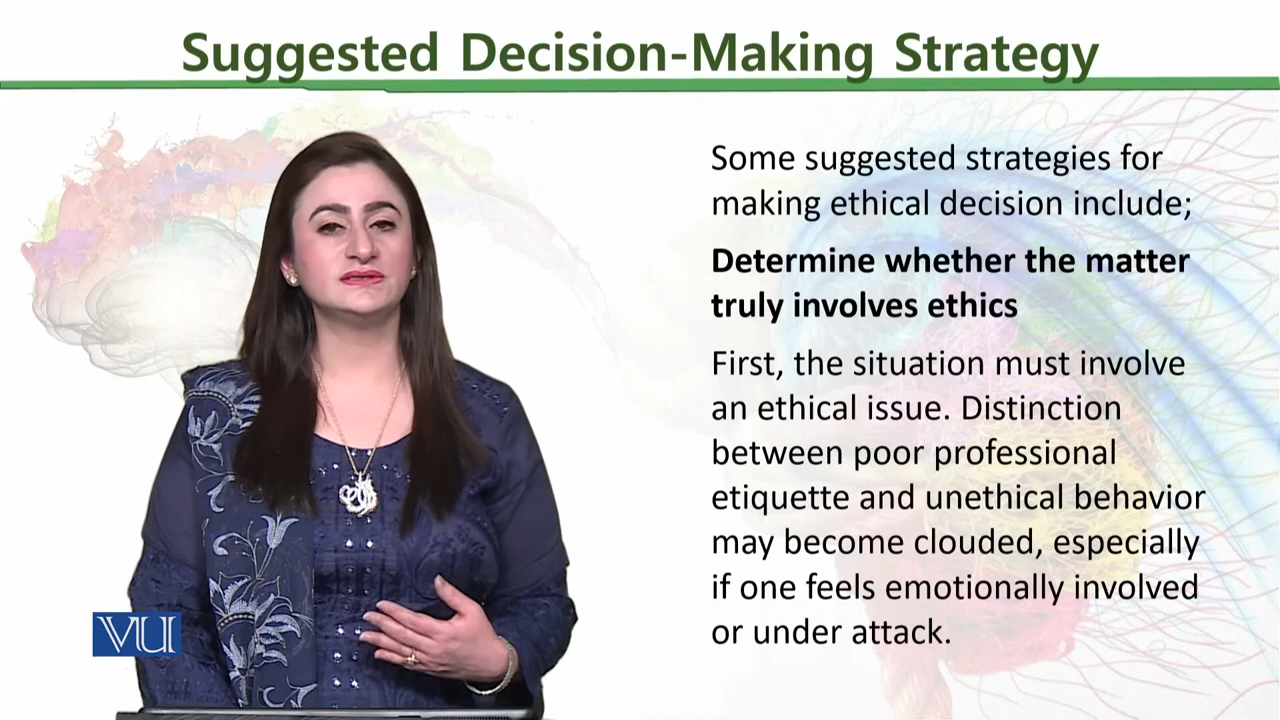 Suggested Decision-Making Strategy
Some suggested strategies for
making ethical decision include;
Determine whether the matter
truly involves ethics
First, the situation must involve
an ethical issue. Distinction
between poor professional
etiquette and unethical behavior
may become clouded, especially
if one feels emotionally involved
or under attack.
VU